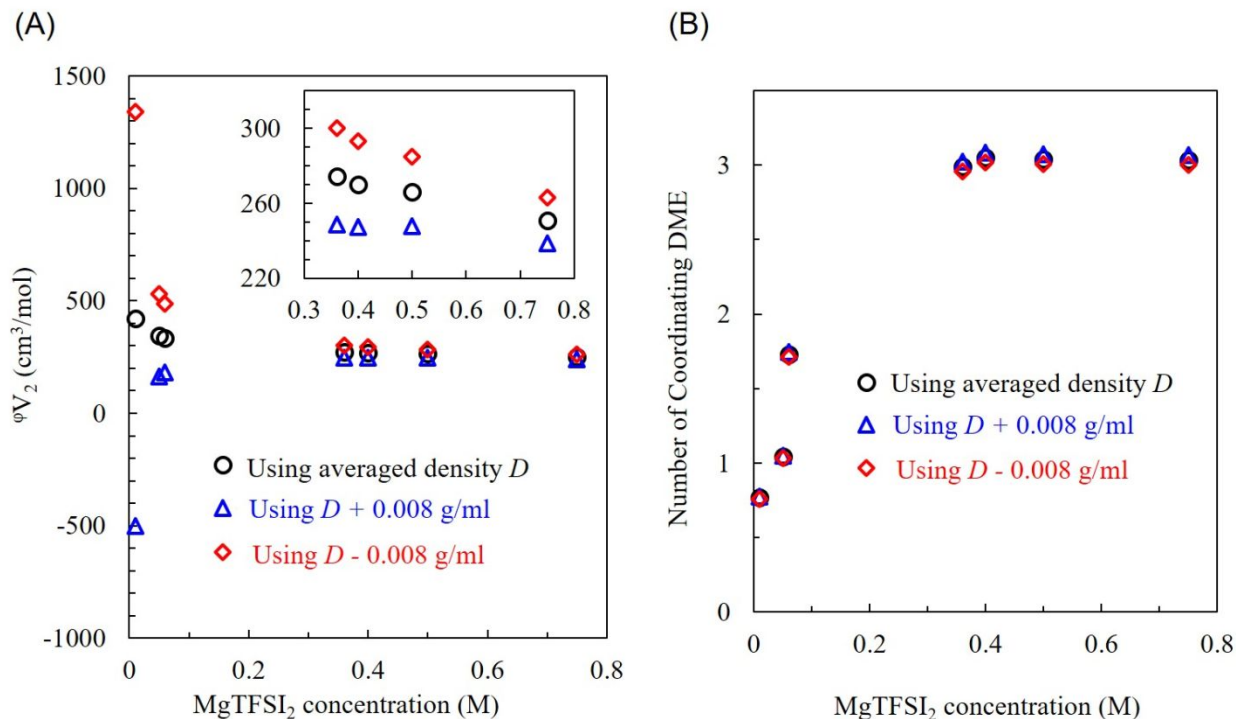 (A)
1500
1000
500
0
-500
-1000
φV2 (cm3/mol)
300
260
220
0.3 0.4 0.5 0.6 0.7 0.8
Using averaged density D
Using D + 0.008 g/ml
Using D - 0.008 g/ml
0 0.2 0.4 0.6 0.8
MgTFSI2 concentration (M)
(B)
3
2
1
0
Number of Coordinating DME
Using averaged density D
Using D + 0.008 g/ml
Using D - 0.008 g/ml
0 0.2 0.4 0.6 0.8
MgTFSI2 concentration (M)